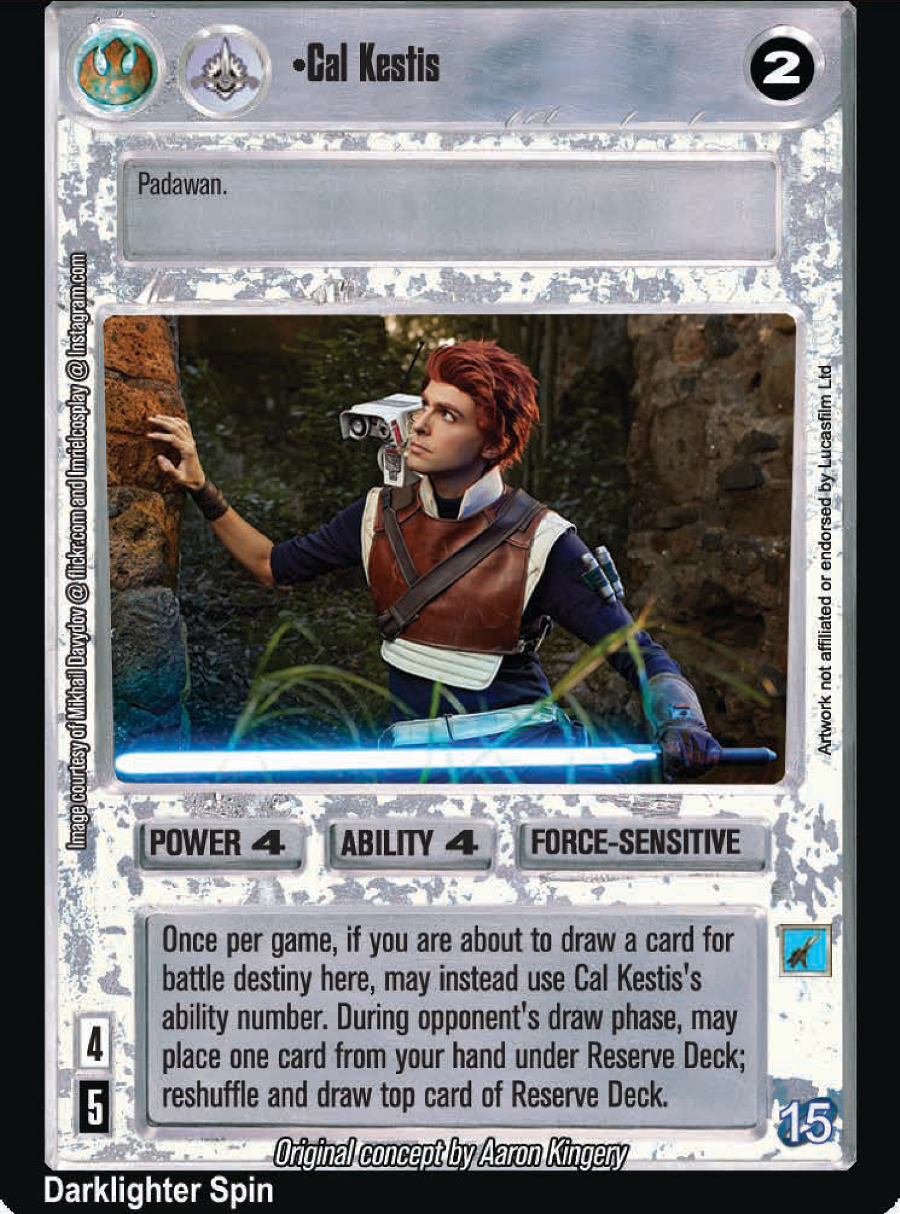 •Cal Kestis
2
Padawan.
Image courtesy of Mikhail Davydov @ flickr.com and Imrielcosplay @ Instagram.com
Artwork not affiliated or endorsed by Lucasfilm Ltd
POWER 4
ABILITY 4
FORCE-SENSITIVE
Once per game, if you are about to draw a card for
battle destiny here, may instead use Cal Kestis's
ability number. During opponent's draw phase, may
place one card from your hand under Reserve Deck;
reshuffle and draw top card of Reserve Deck.
4
5
15
Original concept by Aaron Kingery
Darklighter Spin